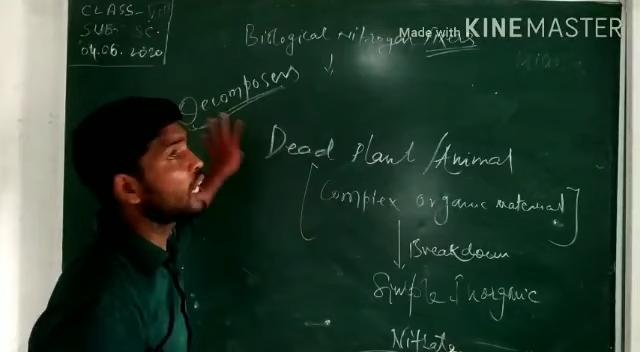 CLASS-VIII
SUB- SC.
04.06.2020
Made with KINEMASTER
Biological Nitrogen
Decomposers
Dead Plant / Animal
[Complex organic material]
Breakdown
Simple Inorganic
Nitrate